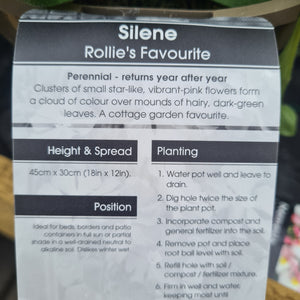 Silene
Rollie's Favourite
Perennial - returns year after year
Clusters of small star-like, vibrant-pink flowers form
a cloud of colour over mounds of hairy, dark-green
leaves. A cottage garden favourite.
Height & Spread
45cm x 30cm (18in x 12in).
Position
Ideal for beds, borders and patio
containers in full sun or partial
shade in a well-drained neutral to
alkaline soil. Dislikes winter wet.
Planting
1. Water pot well and leave to
drain.
2. Dig hole twice the size of
the plant pot.
3. Incorporate compost and
general fertilizer into the soil.
4. Remove pot and place
root ball level with soil.
5. Refill hole with soil /
compost / fertilizer mixture.
6. Firm in well and water,
keeping moist until